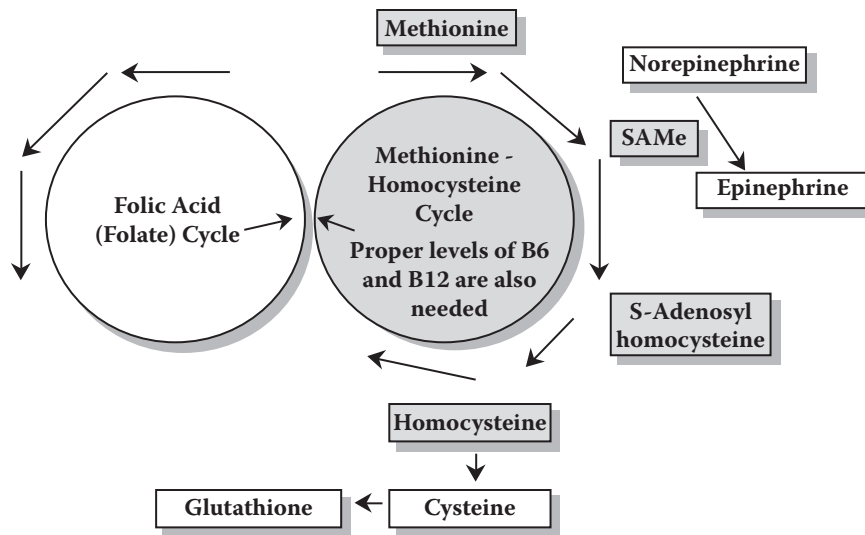 Methionine
Norepinephrine
SAMe
Epinephrine
Folic Acid
(Folate) Cycle
Methionine -
Homocysteine
Cycle
Proper levels of B6
and B12 are also
needed
S-Adenosyl
homocysteine
Homocysteine
Glutathione
Cysteine